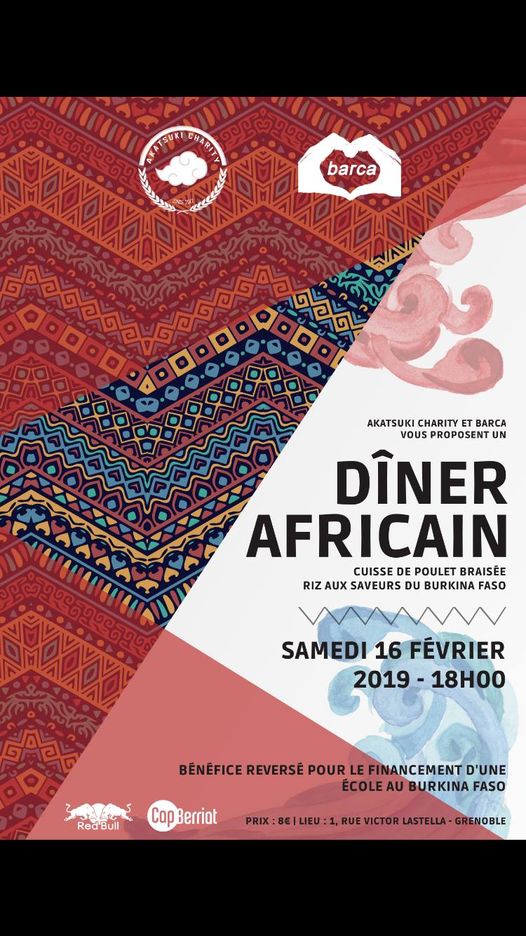 AKATSUKI CHARITY
barca
AKATSUKI CHARITY ET BARCA
VOUS PROPOSENT UN
DÎNER
AFRICAIN
CUISSE DE POULET BRAISÉE
RIZ AUX SAVEURS DU BURKINA FASO
SAMEDI 16 FÉVRIER
2019 - 18H00
BÉNÉFICE REVERSÉ POUR LE FINANCEMENT D'UNE
ÉCOLE AU BURKINA FASO
Red Bull
Cap Berriat
PRIX : 8€ | LIEU : 1, RUE VICTOR LASTELLA - GRENOBLE